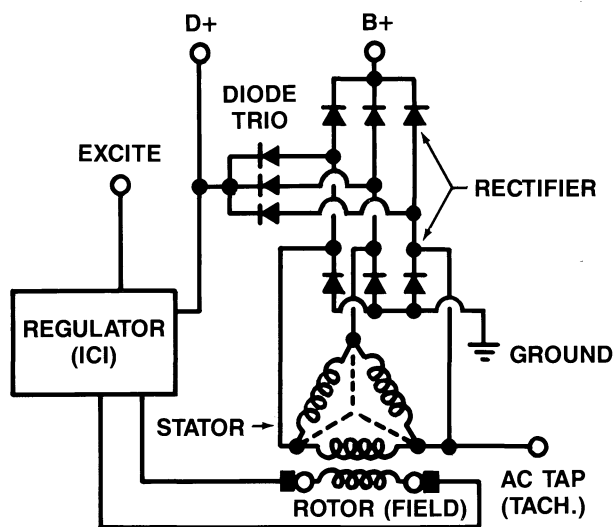 D+
B+
DIODE
TRIO
EXCITE
RECTIFIER
REGULATOR
(ICI)
GROUND
STATOR
AC TAP
(TACH.)
ROTOR (FIELD)